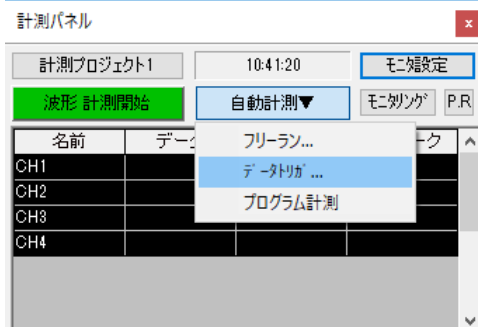 計測パネル
x
計測プロジェクト1 10:41:20 ﾓﾆﾀ設定
波形 計測開始 自動計測▼ ﾓﾆﾀﾘﾝｸﾞ P.R
名前 デー ーク
フリーラン...
CH1
ﾃﾞｰﾀﾄﾘｶﾞ...
CH2
プログラム計測
CH3
CH4